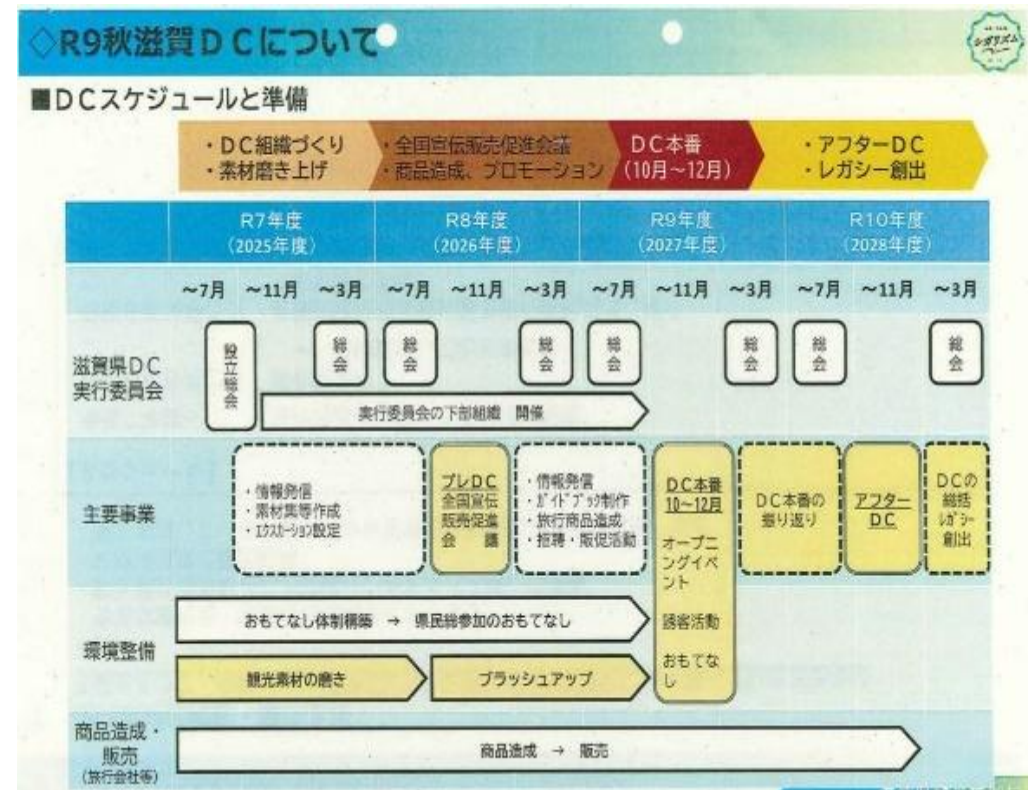 ◇R9秋滋賀DCについて
シガリズム
■DCスケジュールと準備
・DC組織づくり
・素材磨き上げ
・全国宣伝販売促進会議
・商品造成、プロモーション
DC本番
(10月～12月)
・アフターDC
・レガシー創出
R7年度
(2025年度)
R8年度
(2026年度)
R9年度
(2027年度)
R10年度
(2028年度)
～7月 ～11月 ～3月 ～7月 ～11月 ～3月 ～7月 ～11月 ～3月 ～7月 ～11月 ～3月
滋賀県DC
実行委員会
設立総会
総会
総会
総会
総会
総会
総会
総会
実行委員会の下部組織 開催
主要事業
・情報発信
・素材集等作成
・エクスカーション設定
プレDC
全国宣伝
販売促進
会議
・情報発信
・ガイドブック制作
・旅行商品造成
・招聘・販促活動
DC本番
10～12月
オープニ
ングイベ
ント
誘客活動
おもてな
し
DC本番の
振り返り
アフター
DC
DCの
総括
レガシー
創出
環境整備
おもてなし体制構築 → 県民総参加のおもてなし
観光素材の磨き
ブラッシュアップ
商品造成・
販売
(旅行会社等)
商品造成 → 販売